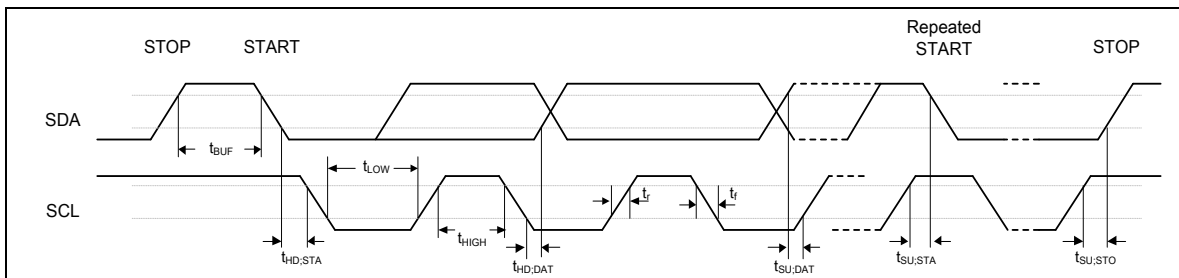 STOP START Repeated START STOP
SDA
tBUF
tLOW
SCL
tr tf
tHD;STA tHIGH tHD;DAT tSU;DAT tSU;STA tSU;STO